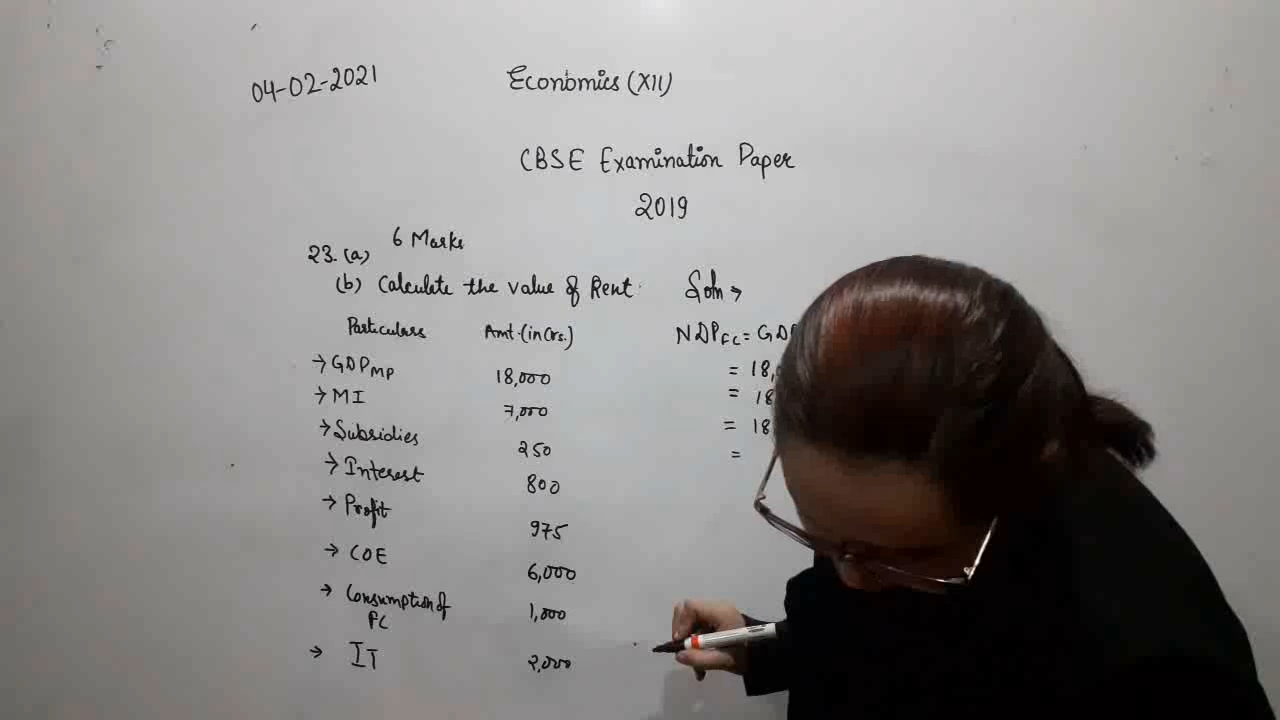 04-02-2021
Economics (XII)
CBSE Examination Paper
2019
23. (a) 6 Marks
(b) Calculate the value of Rent.
Particulars Amt. (in Crs.)
→ GDPMP 18,000
→ MI 7,000
→ Subsidies 250
→ Interest 800
→ Profit 975
→ COE 6,000
→ Consumption of FC 1,000
→ IT 2,000
Soln →
NDPFC = GDP
= 18,
= 18
= 18
=